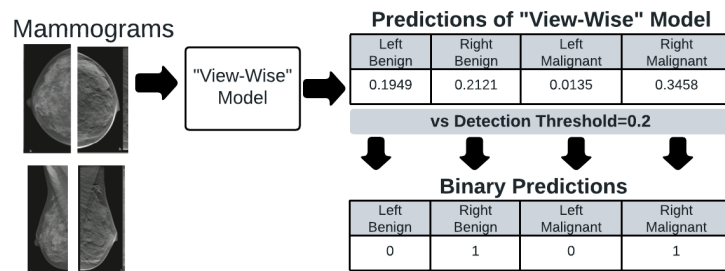 Mammograms
"View-Wise"
Model
Predictions of "View-Wise" Model
Left Benign Right Benign Left Malignant Right Malignant
0.1949 0.2121 0.0135 0.3458
vs Detection Threshold=0.2
Binary Predictions
Left Benign Right Benign Left Malignant Right Malignant
0 1 0 1